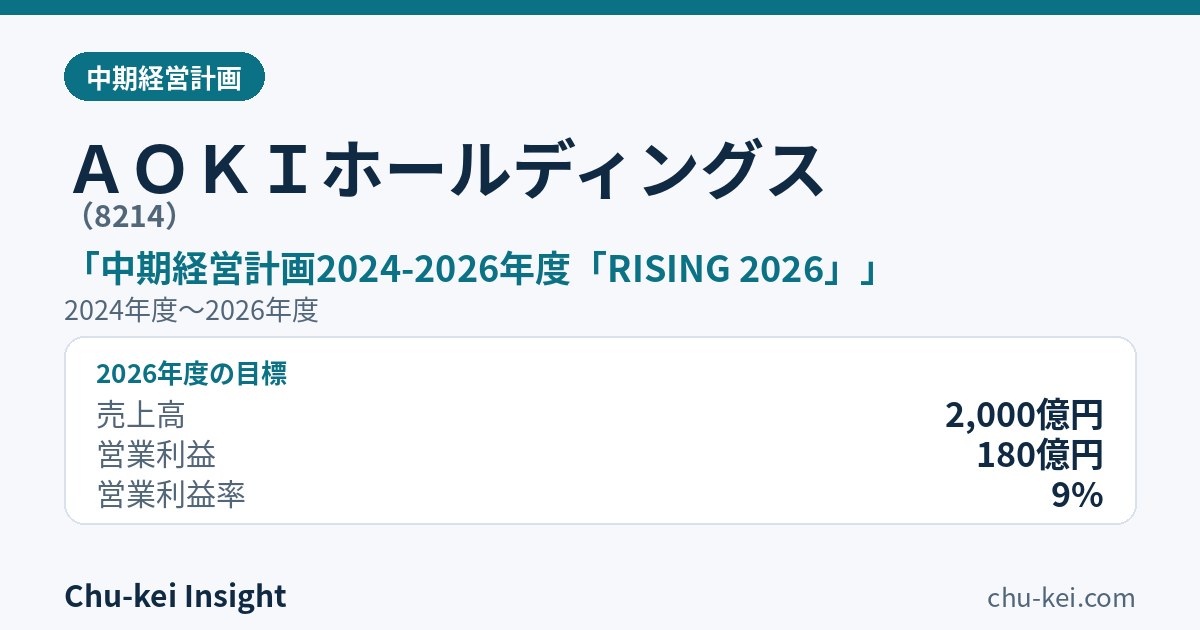 中期経営計画
ＡＯＫＩホールディングス
（8214）
「中期経営計画2024-2026年度「RISING 2026」」
2024年度～2026年度
2026年度の目標
売上高 2,000億円
営業利益 180億円
営業利益率 9%
Chu-kei Insight chu-kei.com